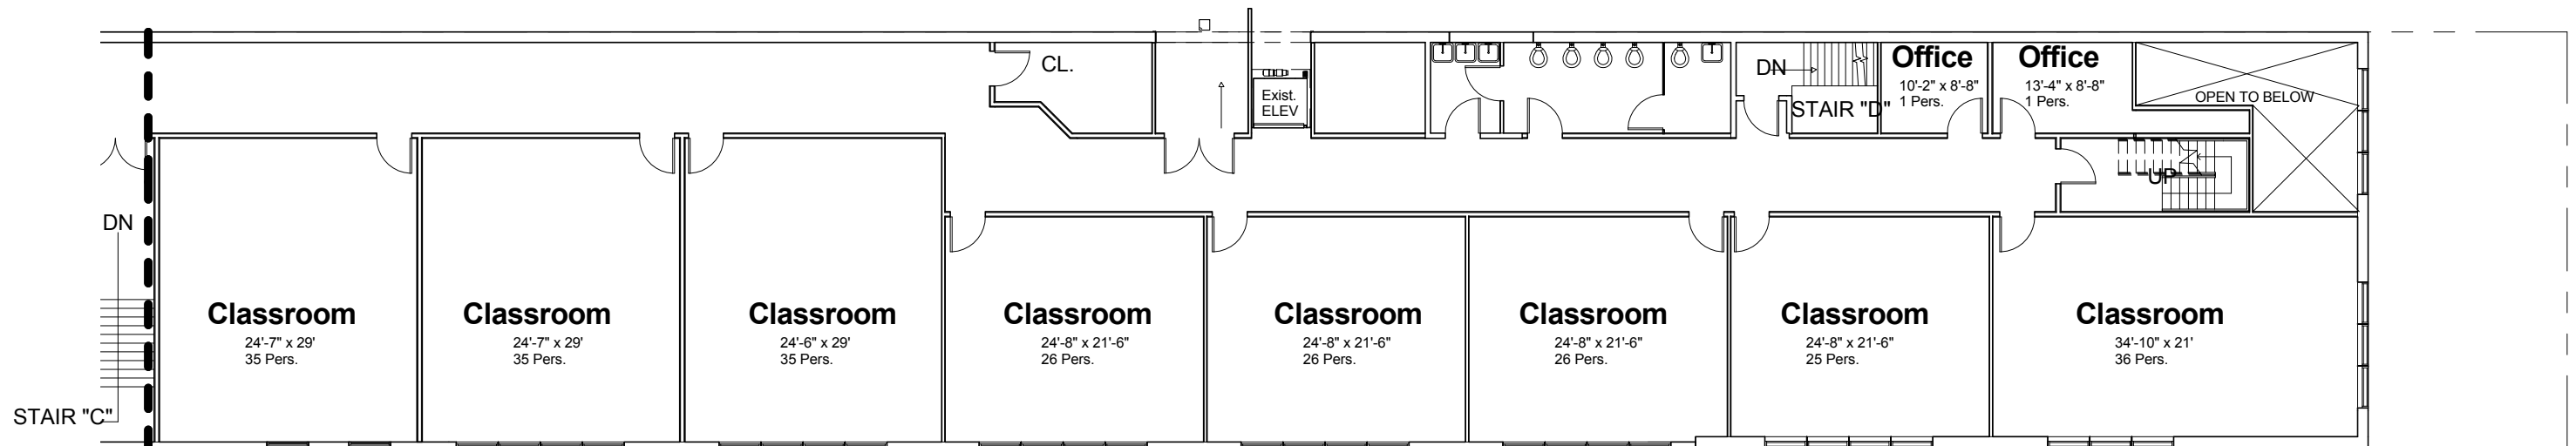 CL.
Exist.
ELEV
DN
STAIR "D"
Office
10'-2" x 8'-8"
1 Pers.
Office
13'-4" x 8'-8"
1 Pers.
OPEN TO BELOW
UP
DN
STAIR "C"
Classroom
24'-7" x 29'
35 Pers.
Classroom
24'-7" x 29'
35 Pers.
Classroom
24'-6" x 29'
35 Pers.
Classroom
24'-8" x 21'-6"
26 Pers.
Classroom
24'-8" x 21'-6"
26 Pers.
Classroom
24'-8" x 21'-6"
26 Pers.
Classroom
24'-8" x 21'-6"
25 Pers.
Classroom
34'-10" x 21'
36 Pers.